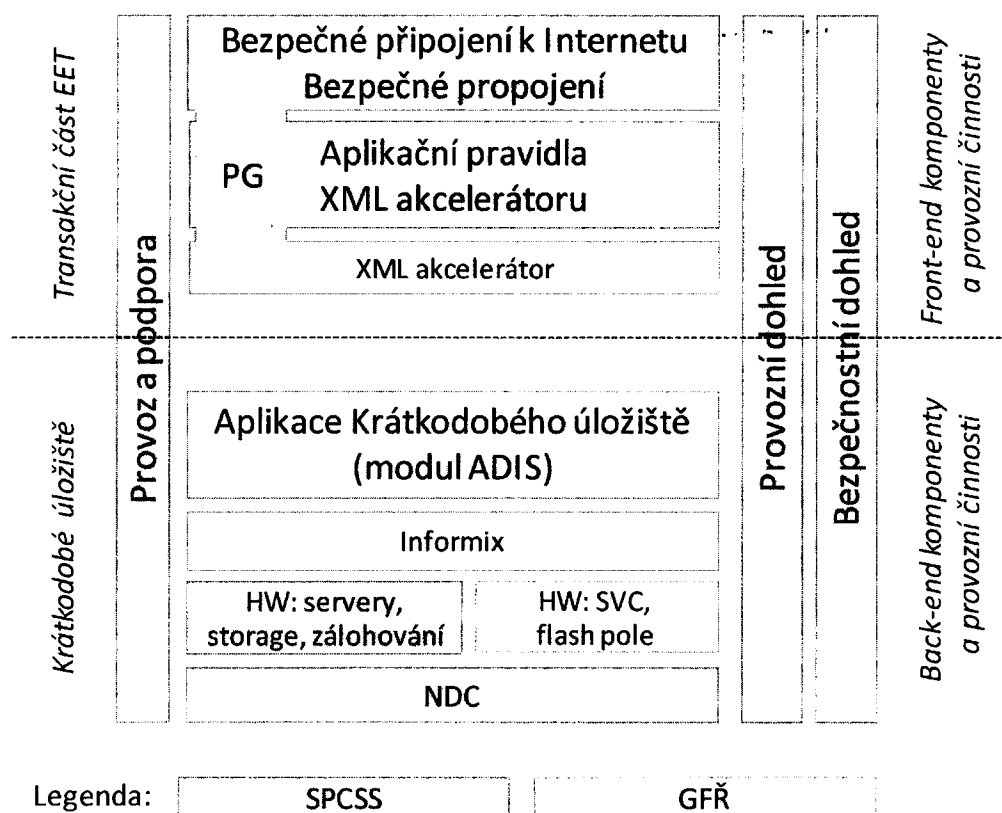 Transakční část EET
Krátkodobé úložiště
Provoz a podpora
Bezpečné připojení k Internetu
Bezpečné propojení
PG
Aplikační pravidla
XML akcelerátoru
XML akcelerátor
Aplikace Krátkodobého úložiště
(modul ADIS)
Informix
HW: servery,
storage, zálohování
HW: SVC,
flash pole
NDC
Provozní dohled
Bezpečnostní dohled
Front-end komponenty
a provozní činnosti
Back-end komponenty
a provozní činnosti
Legenda:
SPCSS
GFŘ